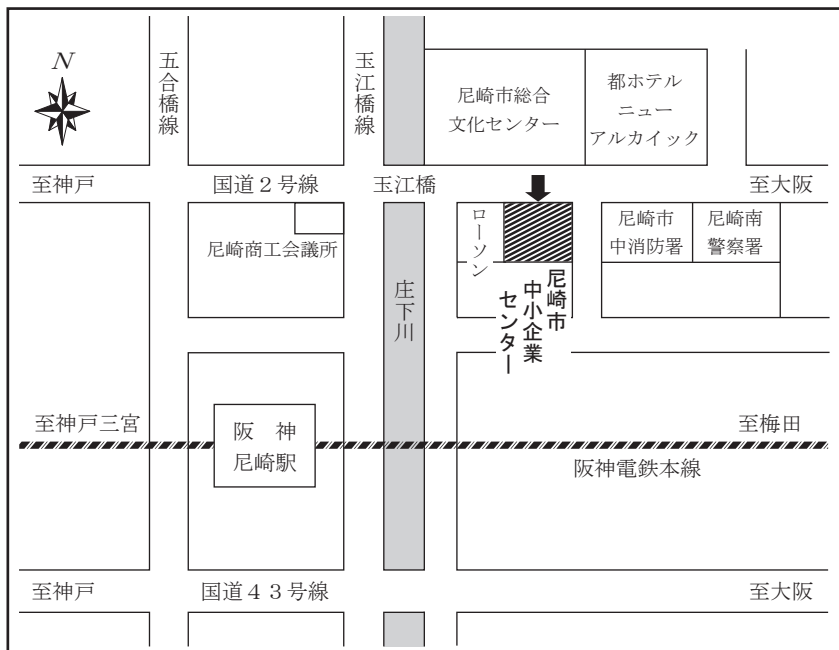 N
五合橋線
玉江橋線
尼崎市総合
文化センター
都ホテル
ニュー
アルカイック
至神戸
国道２号線
玉江橋
至大阪
尼崎商工会議所
ローソン
尼崎市
中消防署
尼崎南
警察署
庄下川
尼崎市
中小企業
センター
至神戸三宮
阪神
尼崎駅
至梅田
阪神電鉄本線
至神戸
国道４３号線
至大阪